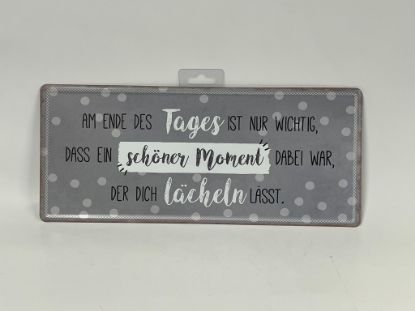 AM ENDE DES Tages IST NUR WICHTIG,
DASS EIN schöner Moment DABEI WAR,
DER DICH lächeln LÄSST.